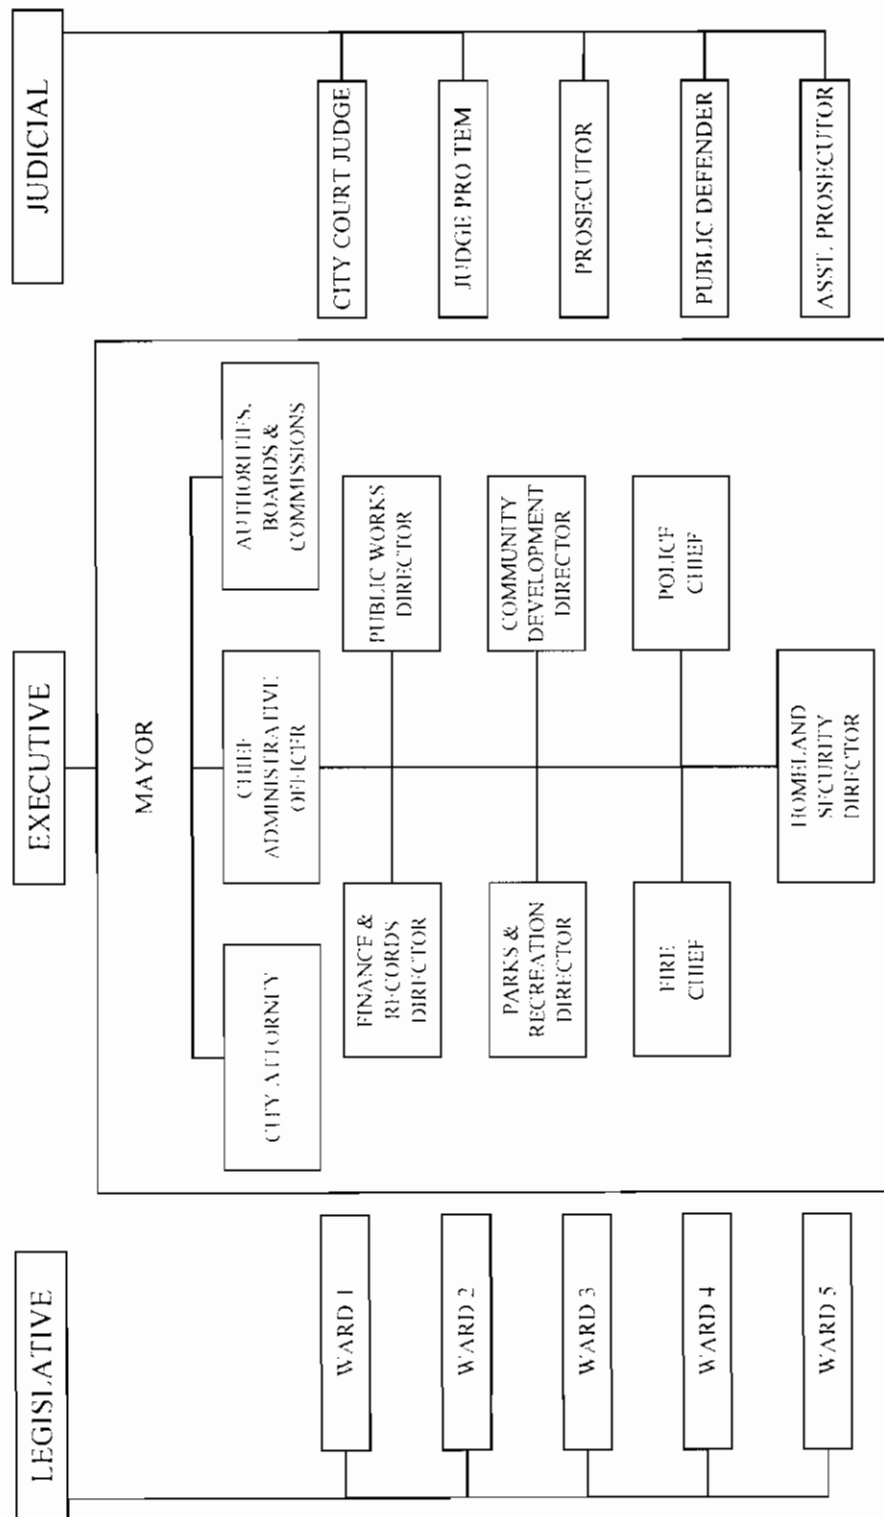 LEGISLATIVE
WARD 1
WARD 2
WARD 3
WARD 4
WARD 5
EXECUTIVE
MAYOR
CITY ATTORNEY
CHIEF
ADMINISTRATIVE
OFFICER
AUTHORITIES,
BOARDS &
COMMISSIONS
FINANCE &
RECORDS
DIRECTOR
PUBLIC WORKS
DIRECTOR
PARKS &
RECREATION
DIRECTOR
COMMUNITY
DEVELOPMENT
DIRECTOR
FIRE
CHIEF
POLICE
CHIEF
HOMELAND
SECURITY
DIRECTOR
JUDICIAL
CITY COURT JUDGE
JUDGE PRO TEM
PROSECUTOR
PUBLIC DEFENDER
ASST. PROSECUTOR